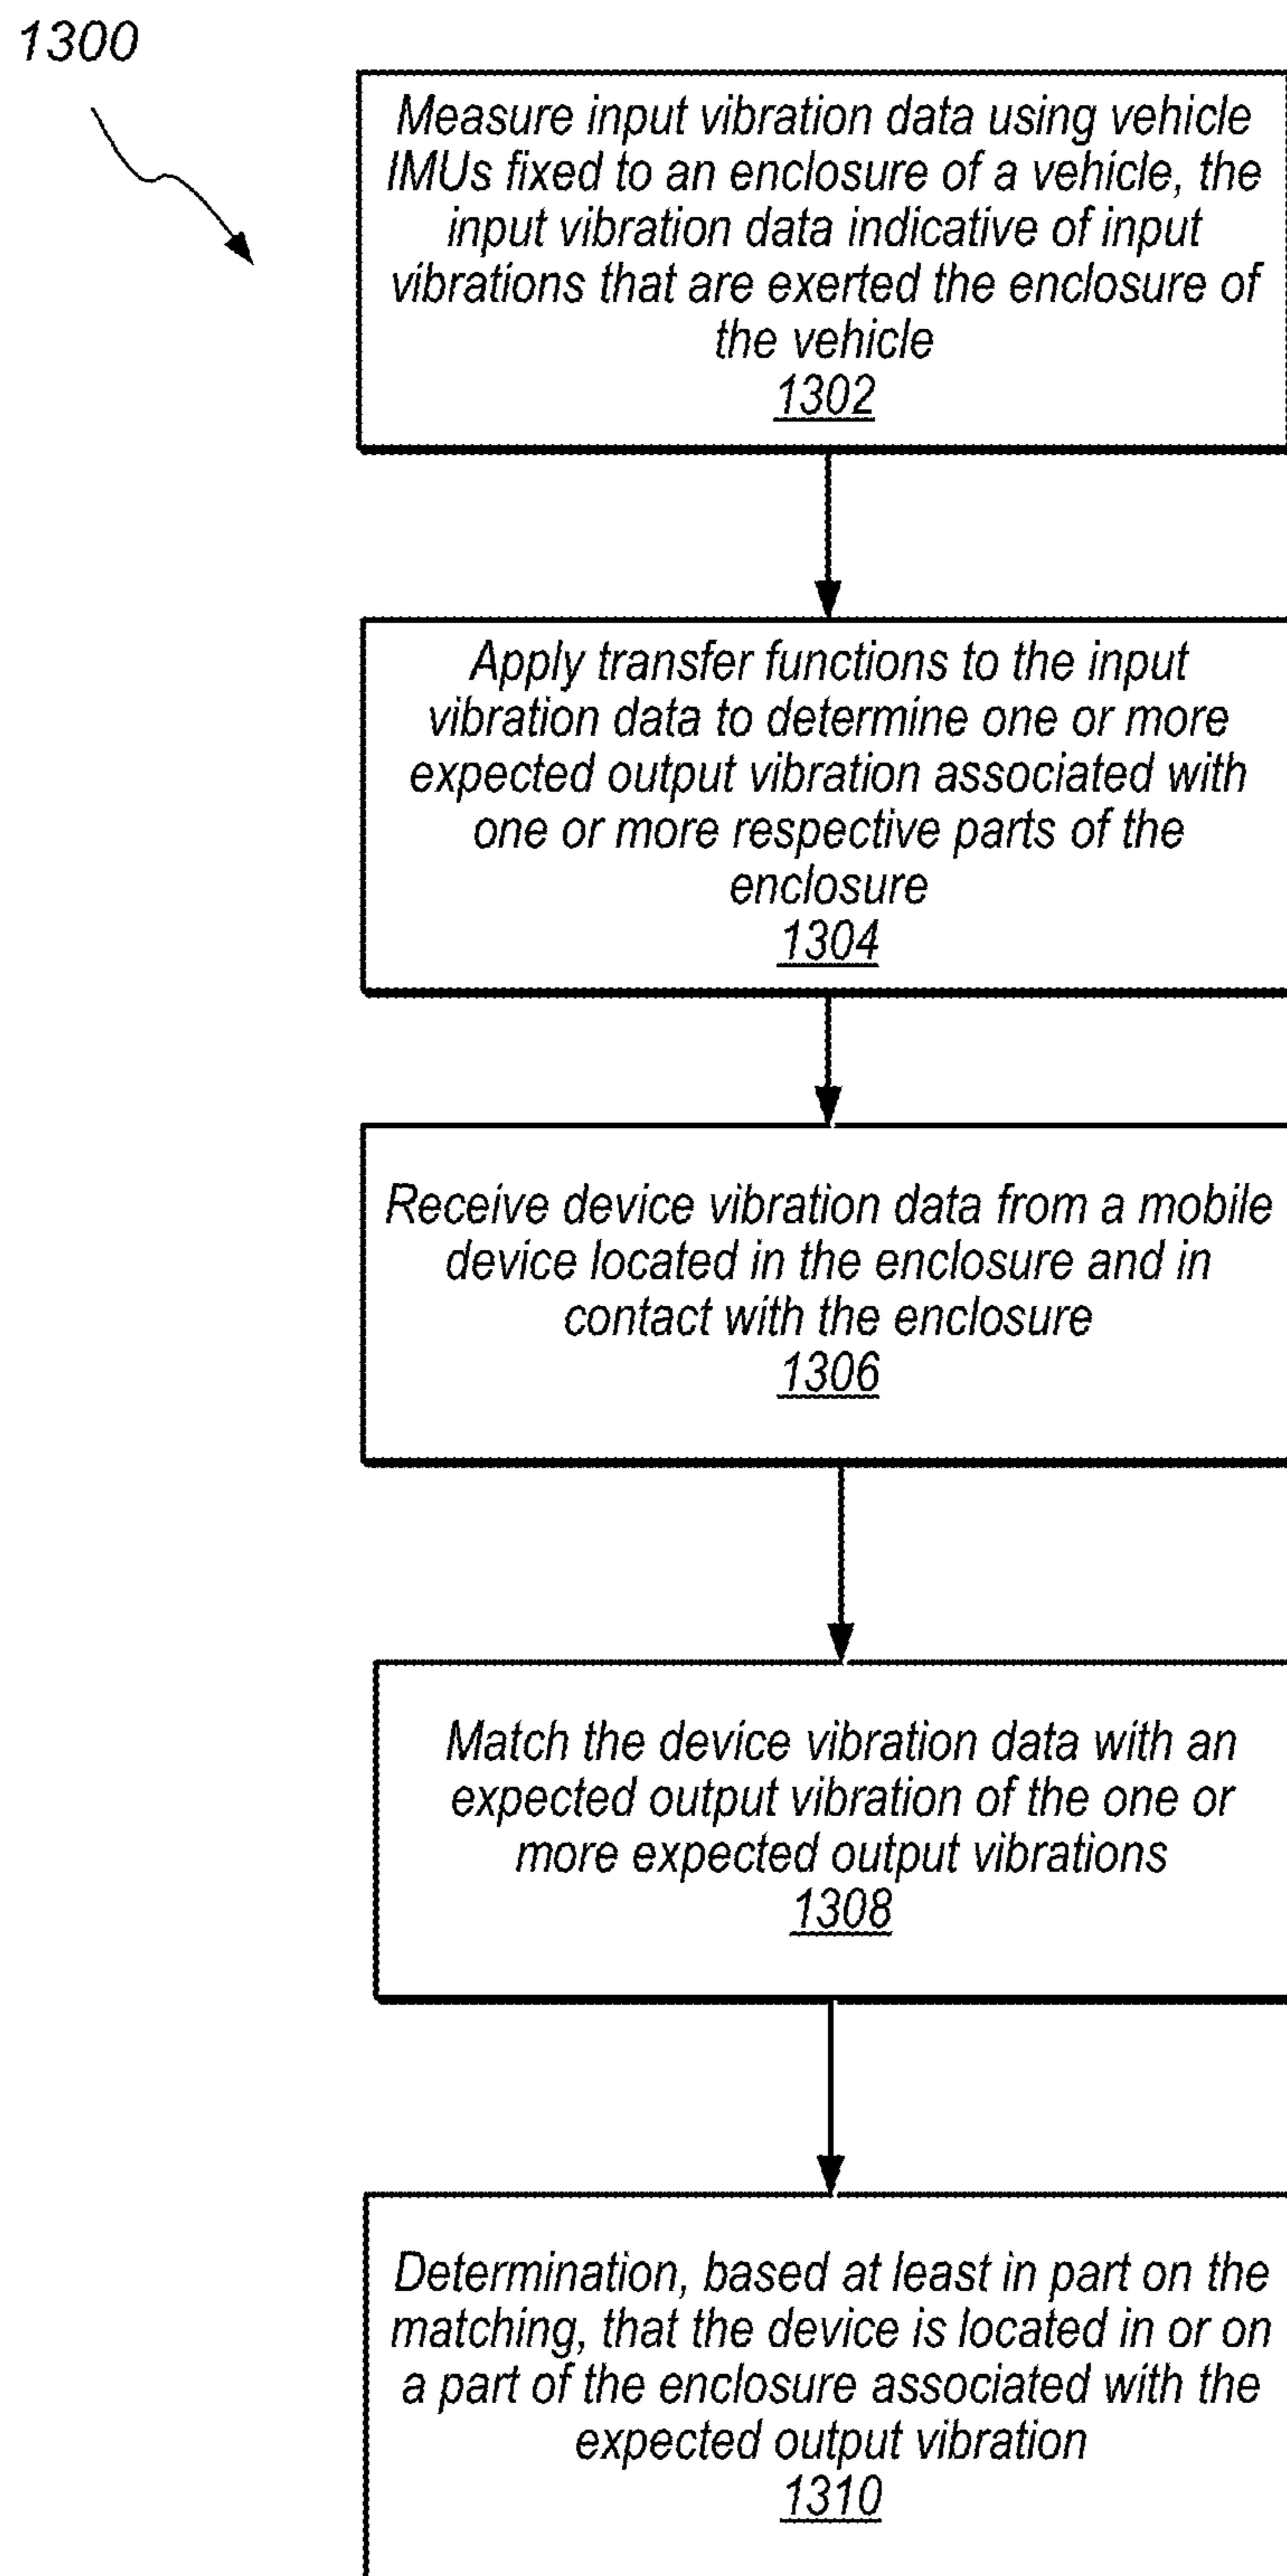 1300
Measure input vibration data using vehicle
IMUs fixed to an enclosure of a vehicle, the
input vibration data indicative of input
vibrations that are exerted the enclosure of
the vehicle
1302
Apply transfer functions to the input
vibration data to determine one or more
expected output vibration associated with
one or more respective parts of the
enclosure
1304
Receive device vibration data from a mobile
device located in the enclosure and in
contact with the enclosure
1306
Match the device vibration data with an
expected output vibration of the one or
more expected output vibrations
1308
Determination, based at least in part on the
matching, that the device is located in or on
a part of the enclosure associated with the
expected output vibration
1310